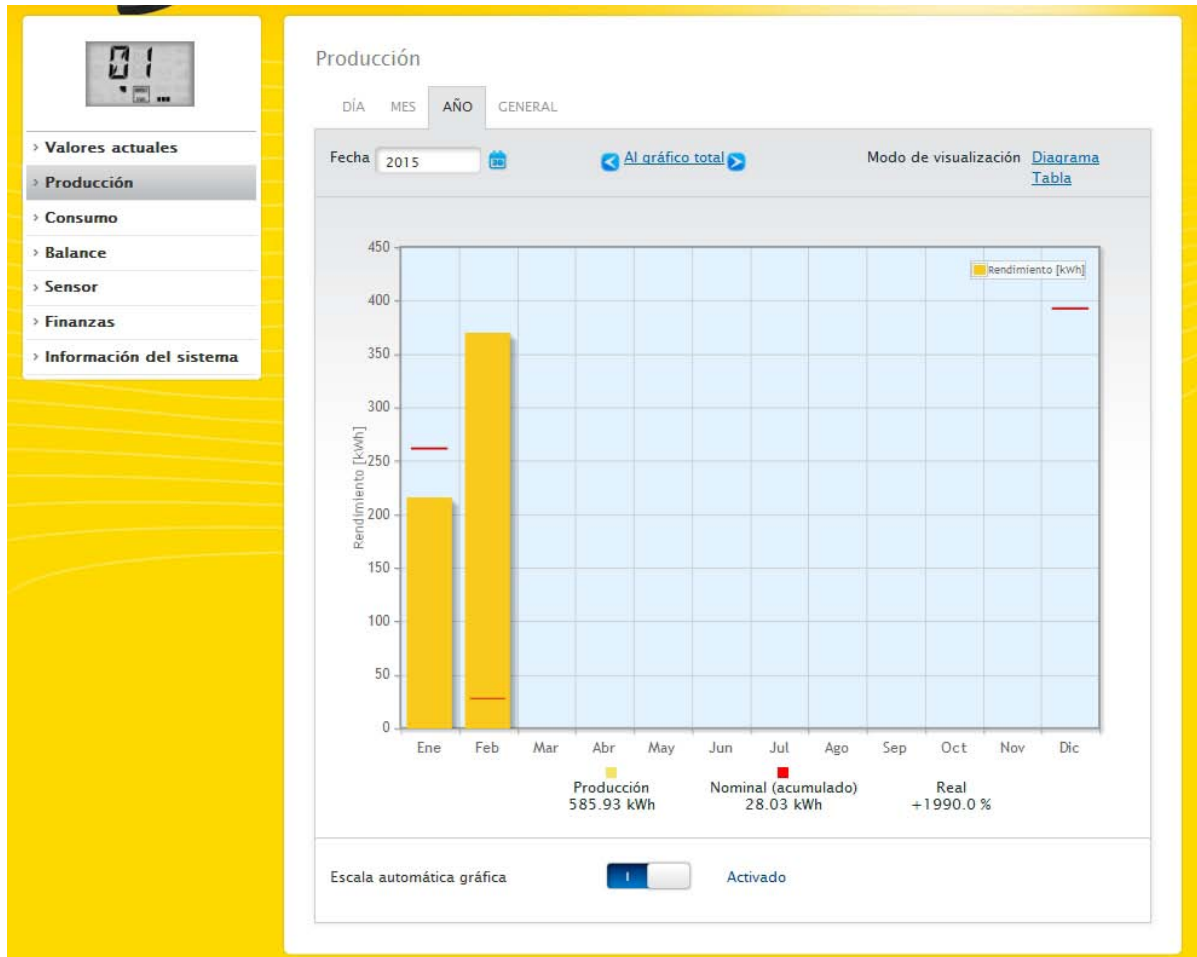 01
Valores actuales
Producción
Consumo
Balance
Sensor
Finanzas
Información del sistema
Producción
DÍA MES AÑO GENERAL
Fecha 2015 Al gráfico total Modo de visualización Diagrama
Tabla
Rendimiento [kWh]
450
400
350
300
250
200
150
100
50
0
Rendimiento [kWh]
Ene Feb Mar Abr May Jun Jul Ago Sep Oct Nov Dic
Producción Nominal (acumulado) Real
585.93 kWh 28.03 kWh +1990.0 %
Escala automática gráfica I Activado